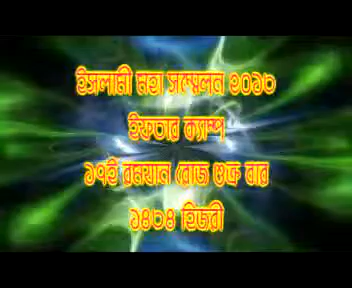 ইসলামী মহা সম্মেলন ২০১৩
ইফতার ক্যাম্প
১৭ই রমযান রোজ শুক্র বার
১৪৩৪ হিজরী